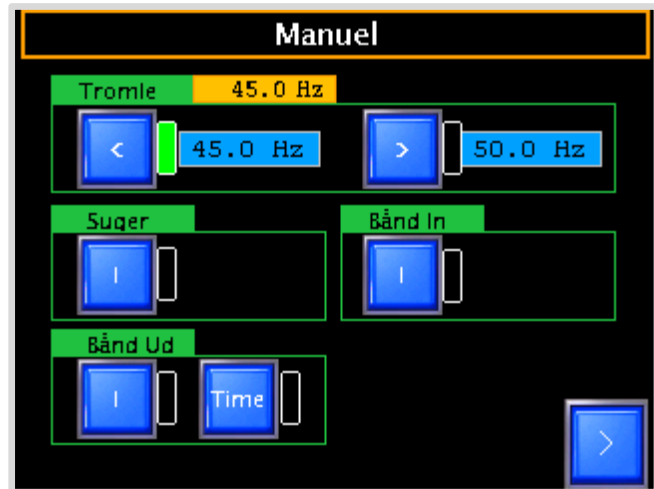 Manuel
Tromle 45.0 Hz
< 45.0 Hz > 50.0 Hz
Suger Bånd In
I I
Bånd Ud
I Time
>